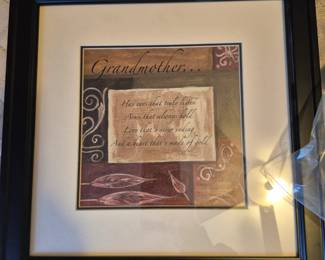 Grandmother...
Has ears that truly listen
Arms that always hold
Love that's never ending
And a heart that's made of gold